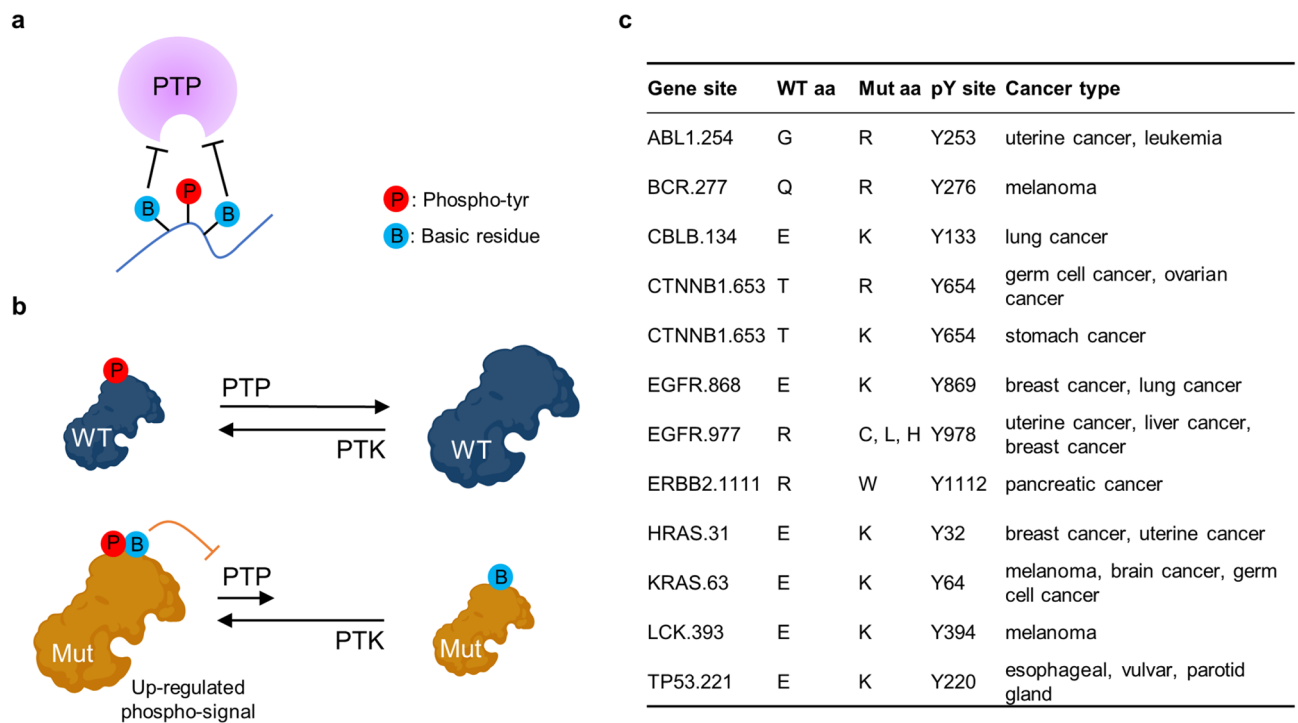 a
PTP
B
P
B
P : Phospho-tyr
B : Basic residue
b
P
WT
PTP
PTK
WT
P B
Mut
Up-regulated
phospho-signal
PTP
PTK
B
Mut
c
Gene site WT aa Mut aa pY site Cancer type
ABL1.254 G R Y253 uterine cancer, leukemia
BCR.277 Q R Y276 melanoma
CBLB.134 E K Y133 lung cancer
CTNNB1.653 T R Y654 germ cell cancer, ovarian
cancer
CTNNB1.653 T K Y654 stomach cancer
EGFR.868 E K Y869 breast cancer, lung cancer
EGFR.977 R C, L, H Y978 uterine cancer, liver cancer,
breast cancer
ERBB2.1111 R W Y1112 pancreatic cancer
HRAS.31 E K Y32 breast cancer, uterine cancer
KRAS.63 E K Y64 melanoma, brain cancer, germ
cell cancer
LCK.393 E K Y394 melanoma
TP53.221 E K Y220 esophageal, vulvar, parotid
gland